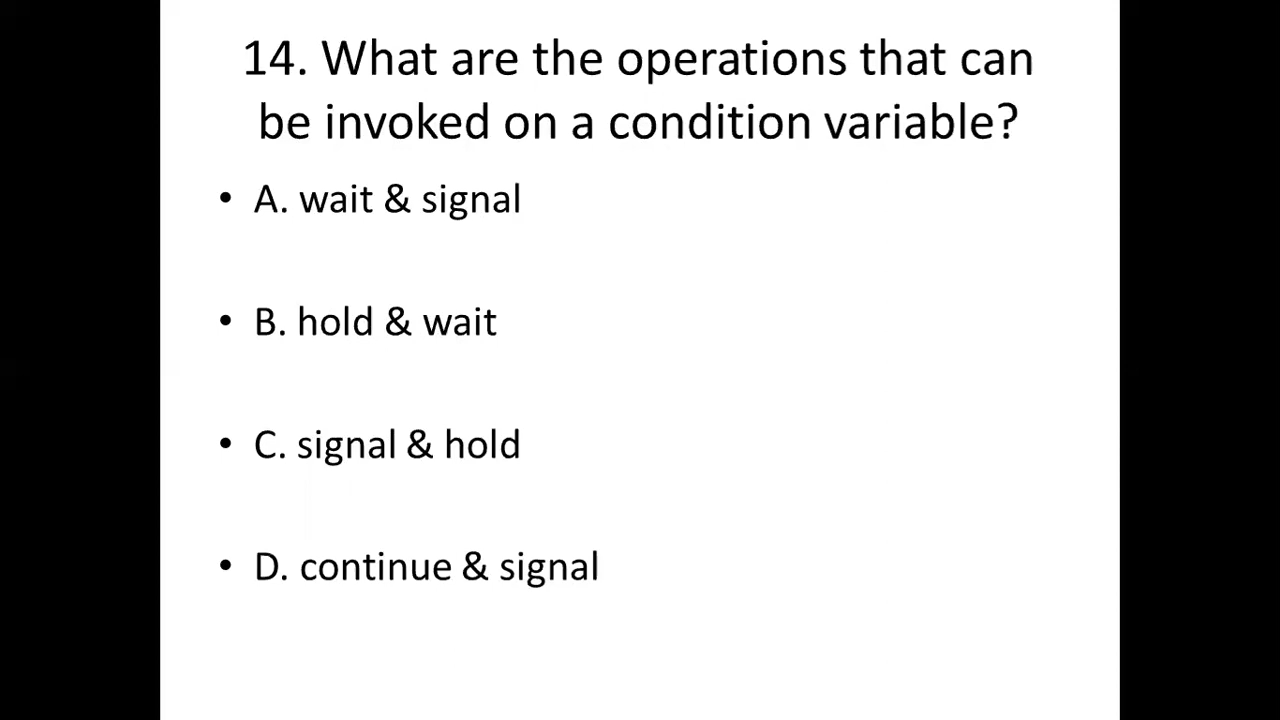 14. What are the operations that can
be invoked on a condition variable?
• A. wait & signal
• B. hold & wait
• C. signal & hold
• D. continue & signal